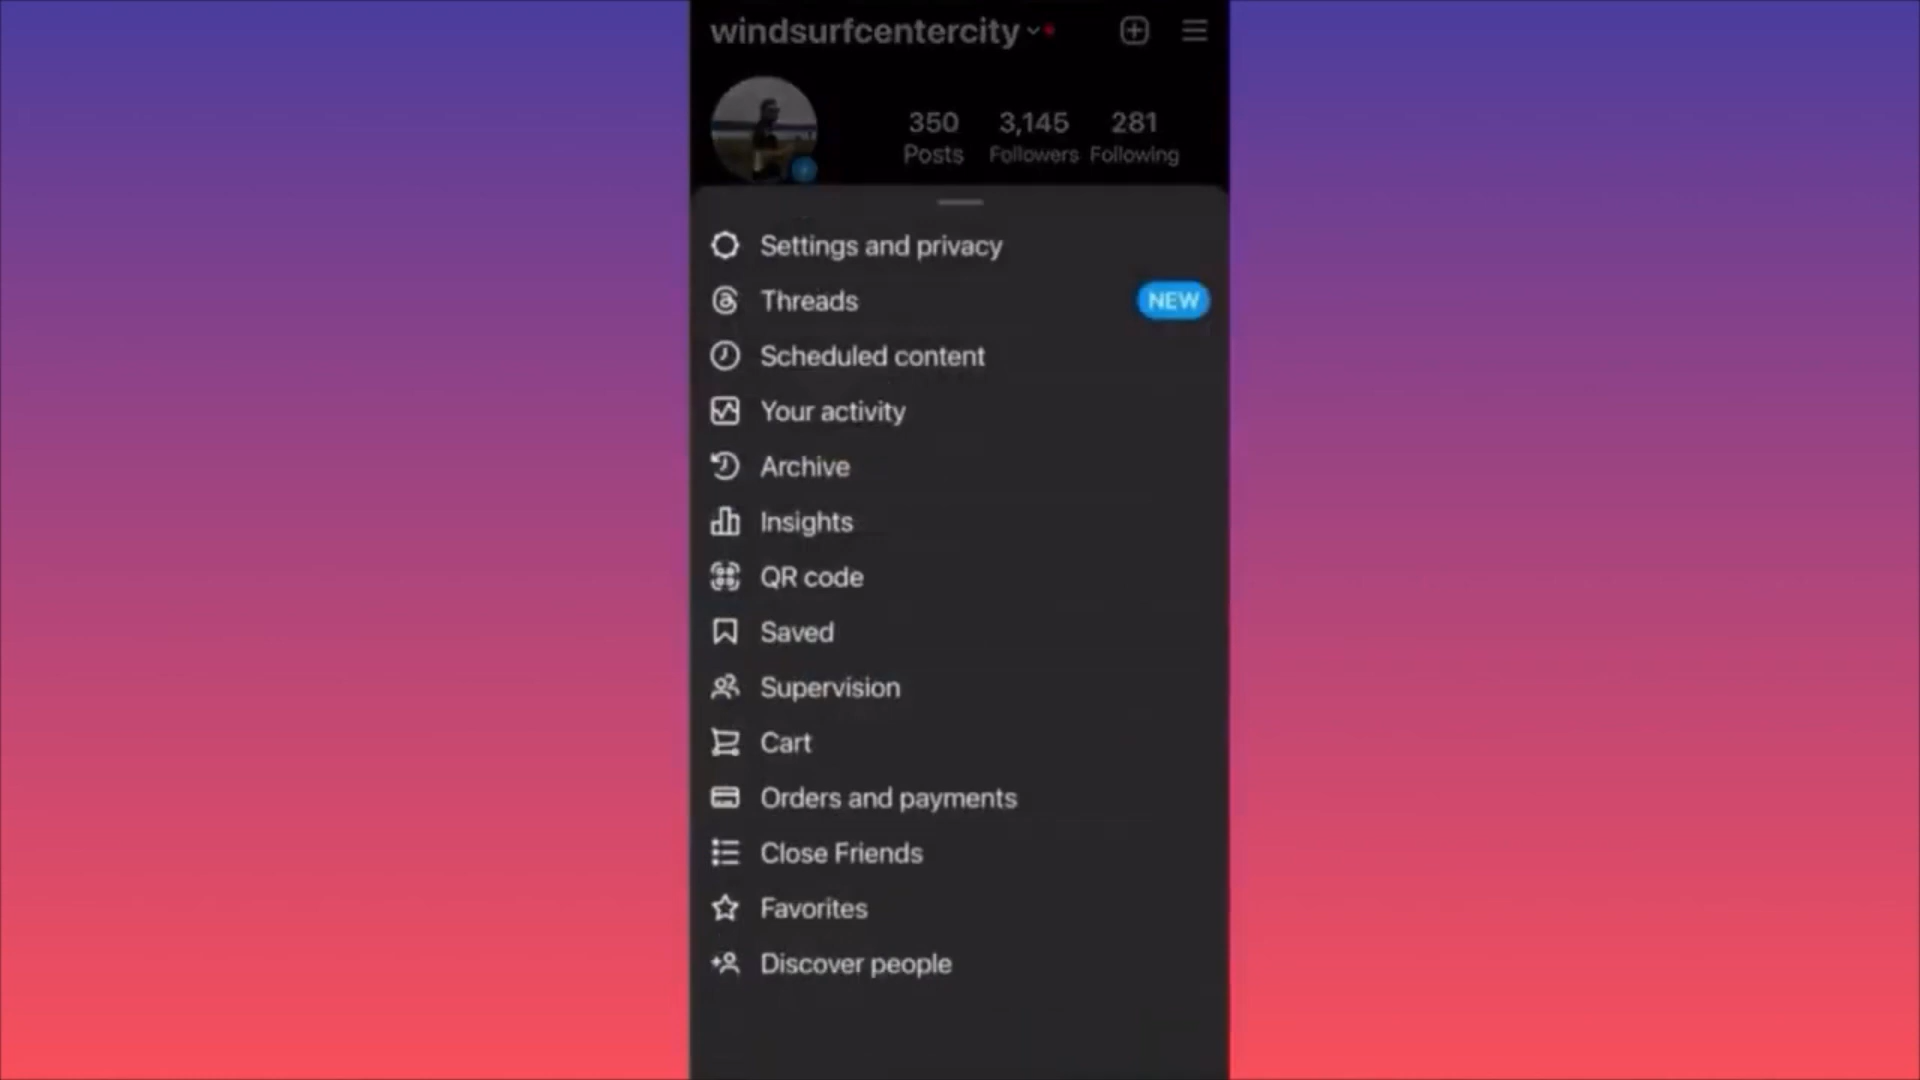 windsurfcentercity
350 3,145 281
Posts Followers Following
Settings and privacy
Threads NEW
Scheduled content
Your activity
Archive
Insights
QR code
Saved
Supervision
Cart
Orders and payments
Close Friends
Favorites
Discover people